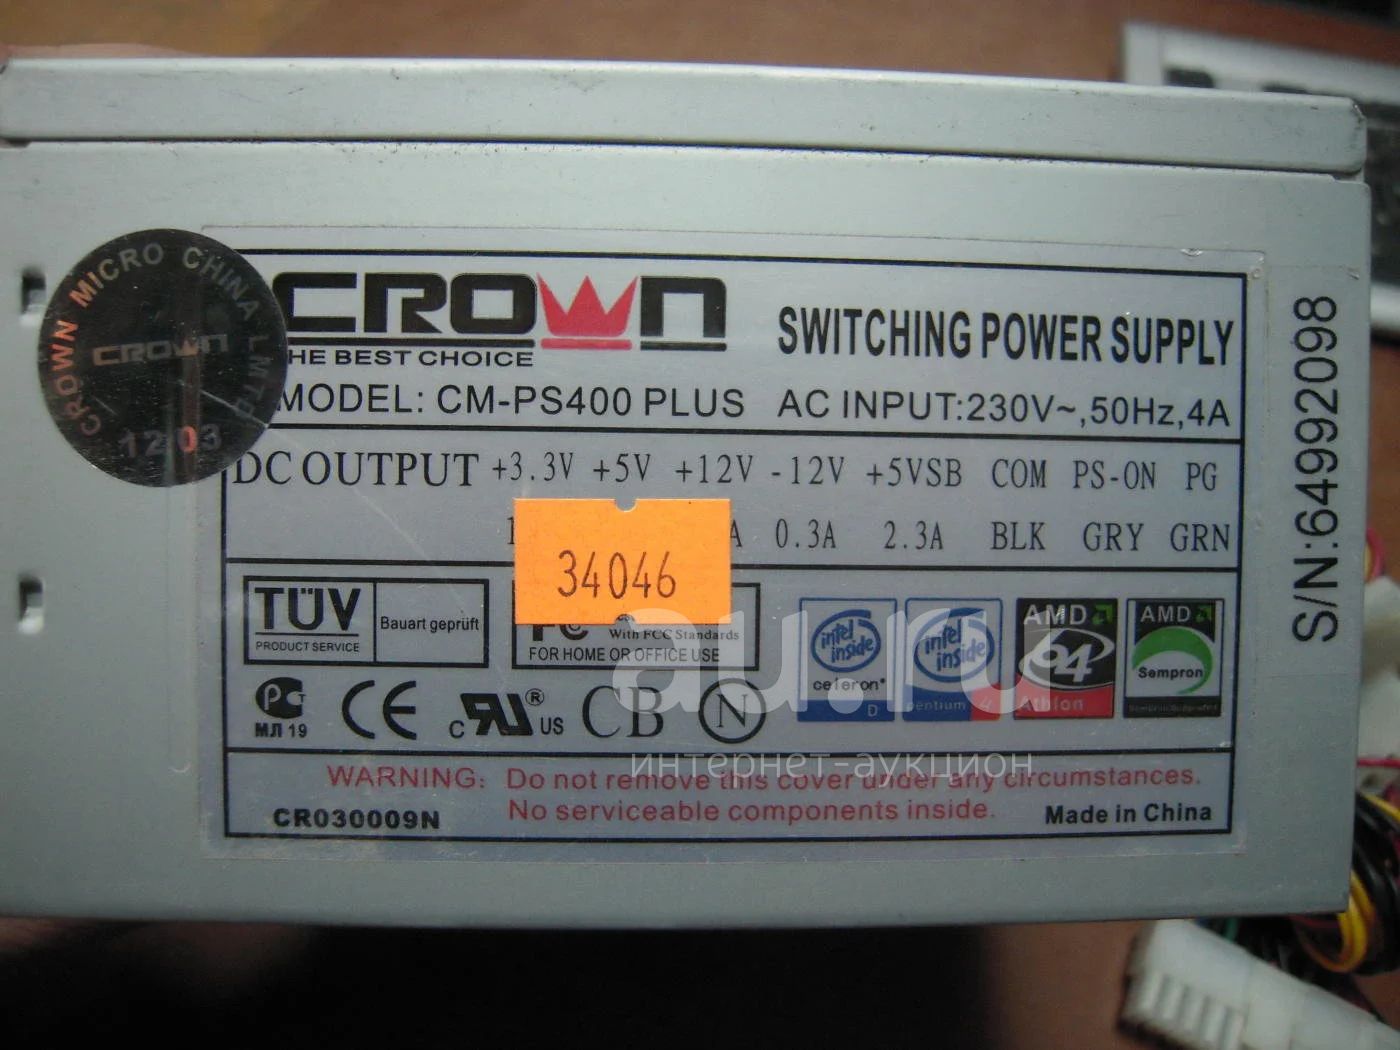 CROWN MICRO CHINA LMTD
CROWN
12 03
CROWN
HE BEST CHOICE
SWITCHING POWER SUPPLY
MODEL: CM-PS400 PLUS AC INPUT:230V~,50Hz,4A
DC OUTPUT +3.3V +5V +12V -12V +5VSB COM PS-ON PG
A 0.3A 2.3A BLK GRY GRN
34046
TÜV
PRODUCT SERVICE
Bauart geprüft
FC
With FCC Standards
FOR HOME OR OFFICE USE
intel inside
celeron® D
intel inside
pentium 4
AMD 64
Athlon
AMD
Sempron
РСТ
МЛ 19
CE
c RU® US
CB
N
WARNING: Do not remove this cover under any circumstances.
No serviceable components inside.
CR030009N
Made in China
S/N:64992098
au.ru
интернет-аукцион